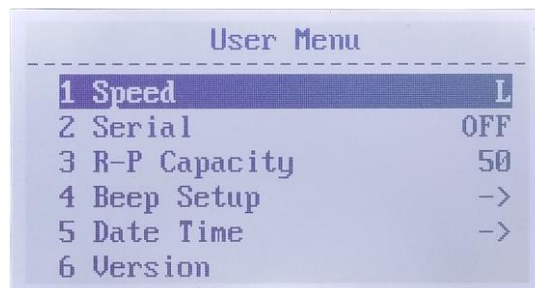 User Menu
1 Speed L
2 Serial OFF
3 R-P Capacity 50
4 Beep Setup ->
5 Date Time ->
6 Version